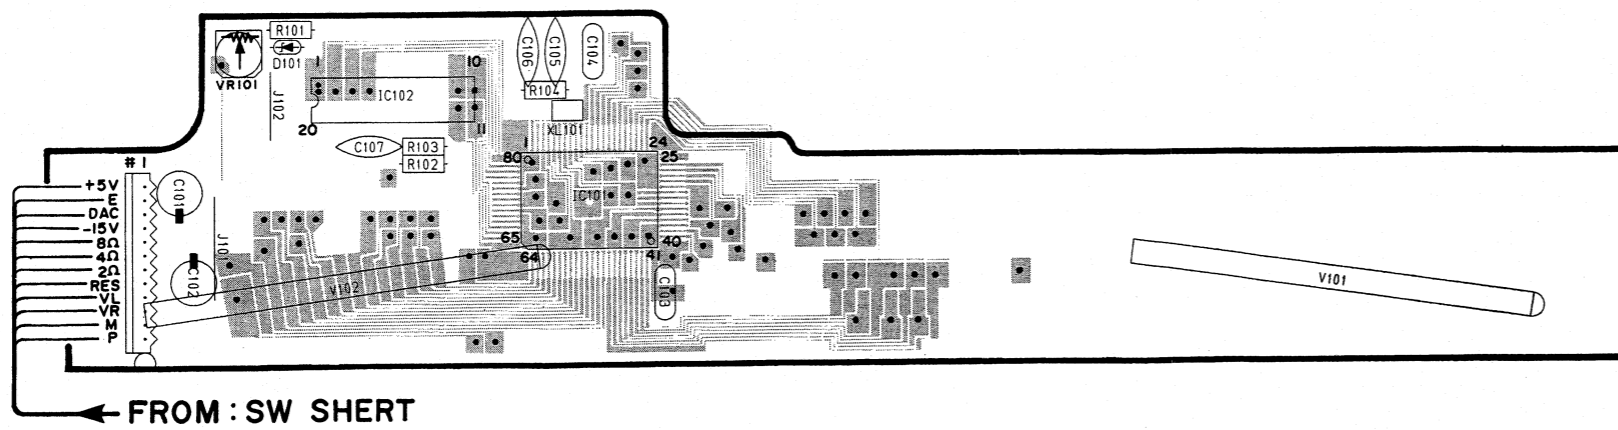 R101
D101
VR101
J102
1
10
IC102
20
11
C106
C105
C104
R104
XL101
C107
R103
R102
1
24
80
25
IC101
65
40
64
41
C103
# 1
C101
J101
C102
V102
V101
+5V
E
DAC
-15V
8Ω
4Ω
2Ω
RES
VL
VR
M
P
FROM : SW SHERT